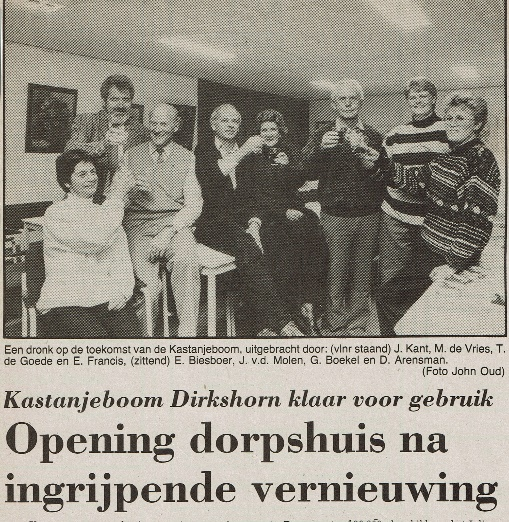 Een dronk op de toekomst van de Kastanjeboom, uitgebracht door: (vlnr staand) J. Kant, M. de Vries, T.
de Goede en E. Francis, (zittend) E. Biesboer, J. v.d. Molen, G. Boekel en D. Arensman.
(Foto John Oud)
Kastanjeboom Dirkshorn klaar voor gebruik
Opening dorpshuis na
ingrijpende vernieuwing